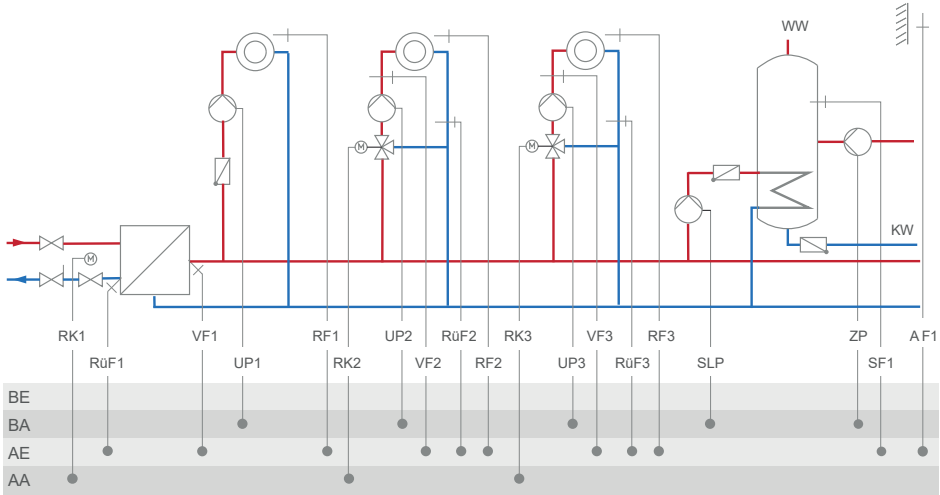 WW
M
M
KW
M
RK1
VF1
RF1
UP2
RüF2
RK3
VF3
RF3
ZP
A F1
RüF1
UP1
RK2
VF2
RF2
UP3
RüF3
SLP
SF1
BE
BA
AE
AA